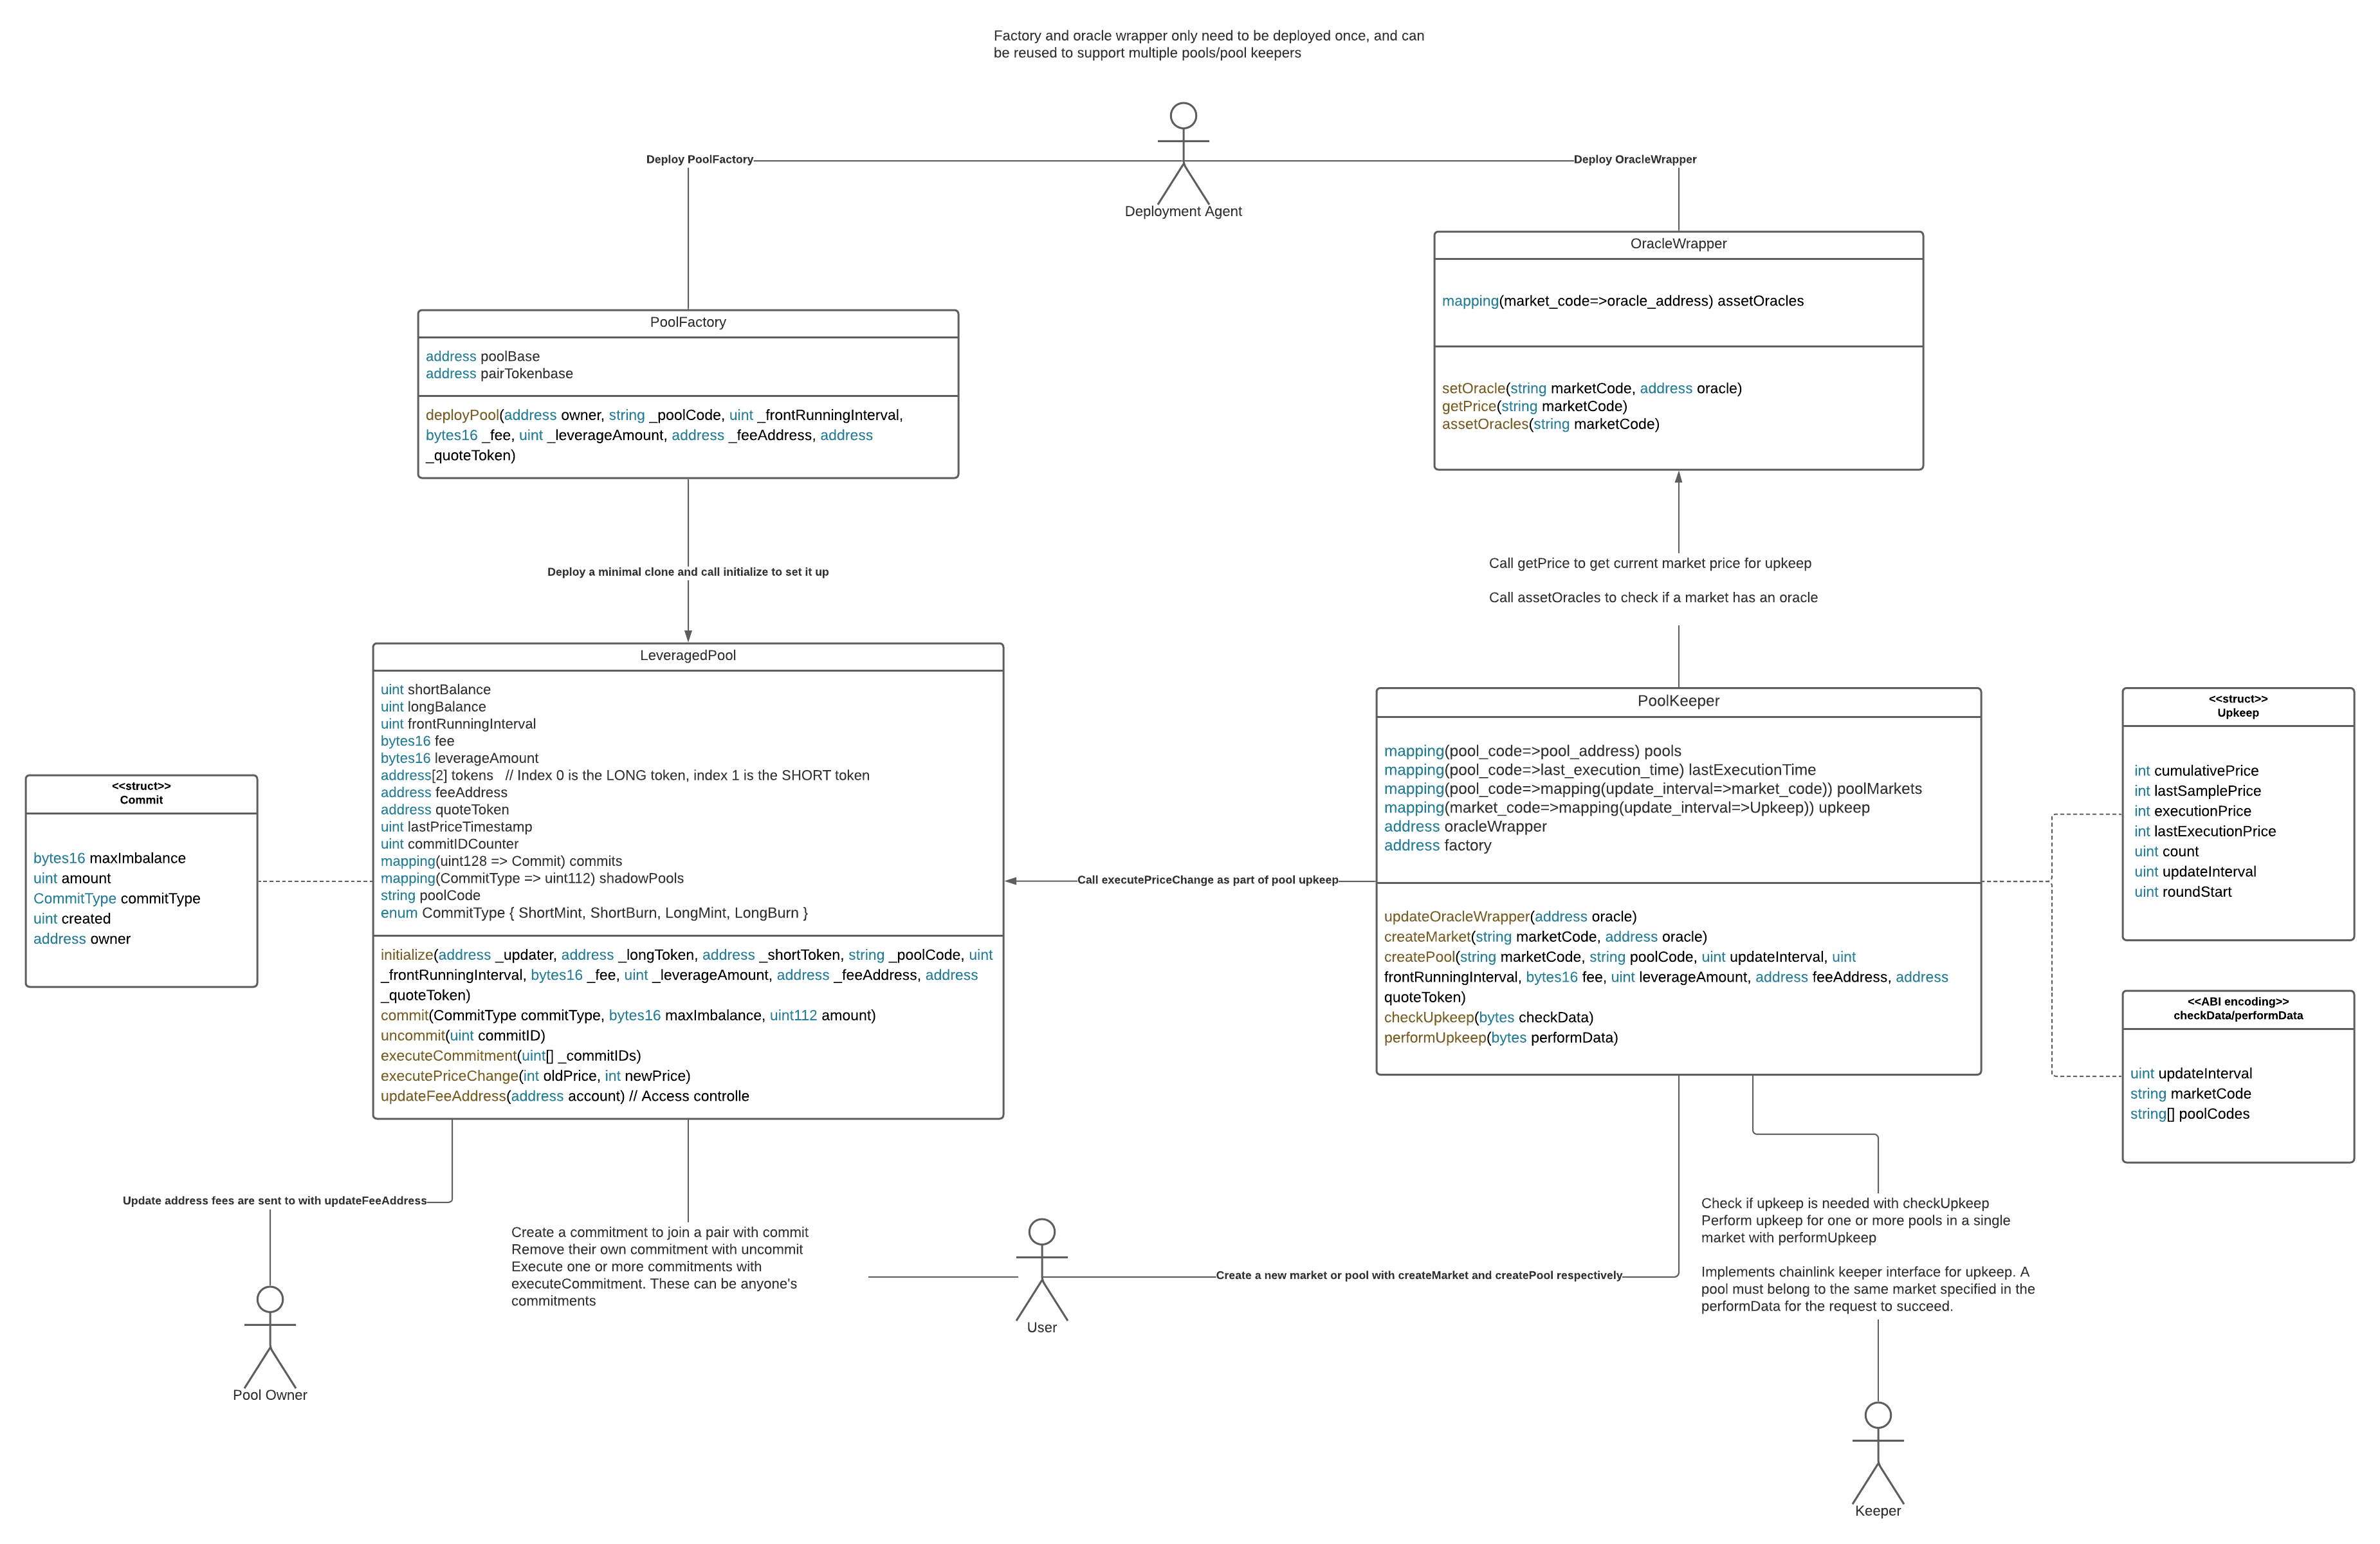 Factory and oracle wrapper only need to be deployed once, and can
be reused to support multiple pools/pool keepers
Deploy PoolFactory
Deploy OracleWrapper
Deployment Agent
OracleWrapper
mapping(market_code=>oracle_address) assetOracles
setOracle(string marketCode, address oracle)
getPrice(string marketCode)
assetOracles(string marketCode)
PoolFactory
address poolBase
address pairTokenbase
deployPool(address owner, string _poolCode, uint _frontRunningInterval,
bytes16 _fee, uint _leverageAmount, address _feeAddress, address
_quoteToken)
Deploy a minimal clone and call initialize to set it up
Call getPrice to get current market price for upkeep
Call assetOracles to check if a market has an oracle
LeveragedPool
uint shortBalance
uint longBalance
uint frontRunningInterval
bytes16 fee
bytes16 leverageAmount
address[2] tokens   // Index 0 is the LONG token, index 1 is the SHORT token
address feeAddress
address quoteToken
uint lastPriceTimestamp
uint commitIDCounter
mapping(uint128 => Commit) commits
mapping(CommitType => uint112) shadowPools
string poolCode
enum CommitType { ShortMint, ShortBurn, LongMint, LongBurn }
initialize(address _updater, address _longToken, address _shortToken, string _poolCode, uint
_frontRunningInterval, bytes16 _fee, uint _leverageAmount, address _feeAddress, address
_quoteToken)
commit(CommitType commitType, bytes16 maxImbalance, uint112 amount)
uncommit(uint commitID)
executeCommitment(uint[] _commitIDs)
executePriceChange(int oldPrice, int newPrice)
updateFeeAddress(address account) // Access controlle
<<struct>>
Commit
bytes16 maxImbalance
uint amount
CommitType commitType
uint created
address owner
Call executePriceChange as part of pool upkeep
PoolKeeper
mapping(pool_code=>pool_address) pools
mapping(pool_code=>last_execution_time) lastExecutionTime
mapping(pool_code=>mapping(update_interval=>market_code)) poolMarkets
mapping(market_code=>mapping(update_interval=>Upkeep)) upkeep
address oracleWrapper
address factory
updateOracleWrapper(address oracle)
createMarket(string marketCode, address oracle)
createPool(string marketCode, string poolCode, uint updateInterval, uint
frontRunningInterval, bytes16 fee, uint leverageAmount, address feeAddress, address
quoteToken)
checkUpkeep(bytes checkData)
performUpkeep(bytes performData)
<<struct>>
Upkeep
int cumulativePrice
int lastSamplePrice
int executionPrice
int lastExecutionPrice
uint count
uint updateInterval
uint roundStart
<<ABI encoding>>
checkData/performData
uint updateInterval
string marketCode
string[] poolCodes
Update address fees are sent to with updateFeeAddress
Pool Owner
Create a commitment to join a pair with commit
Remove their own commitment with uncommit
Execute one or more commitments with
executeCommitment. These can be anyone's
commitments
User
Create a new market or pool with createMarket and createPool respectively
Check if upkeep is needed with checkUpkeep
Perform upkeep for one or more pools in a single
market with performUpkeep
Implements chainlink keeper interface for upkeep. A
pool must belong to the same market specified in the
performData for the request to succeed.
Keeper